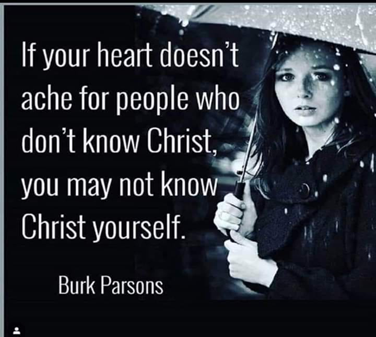 If your heart doesn't
ache for people who
don't know Christ,
you may not know
Christ yourself.
Burk Parsons